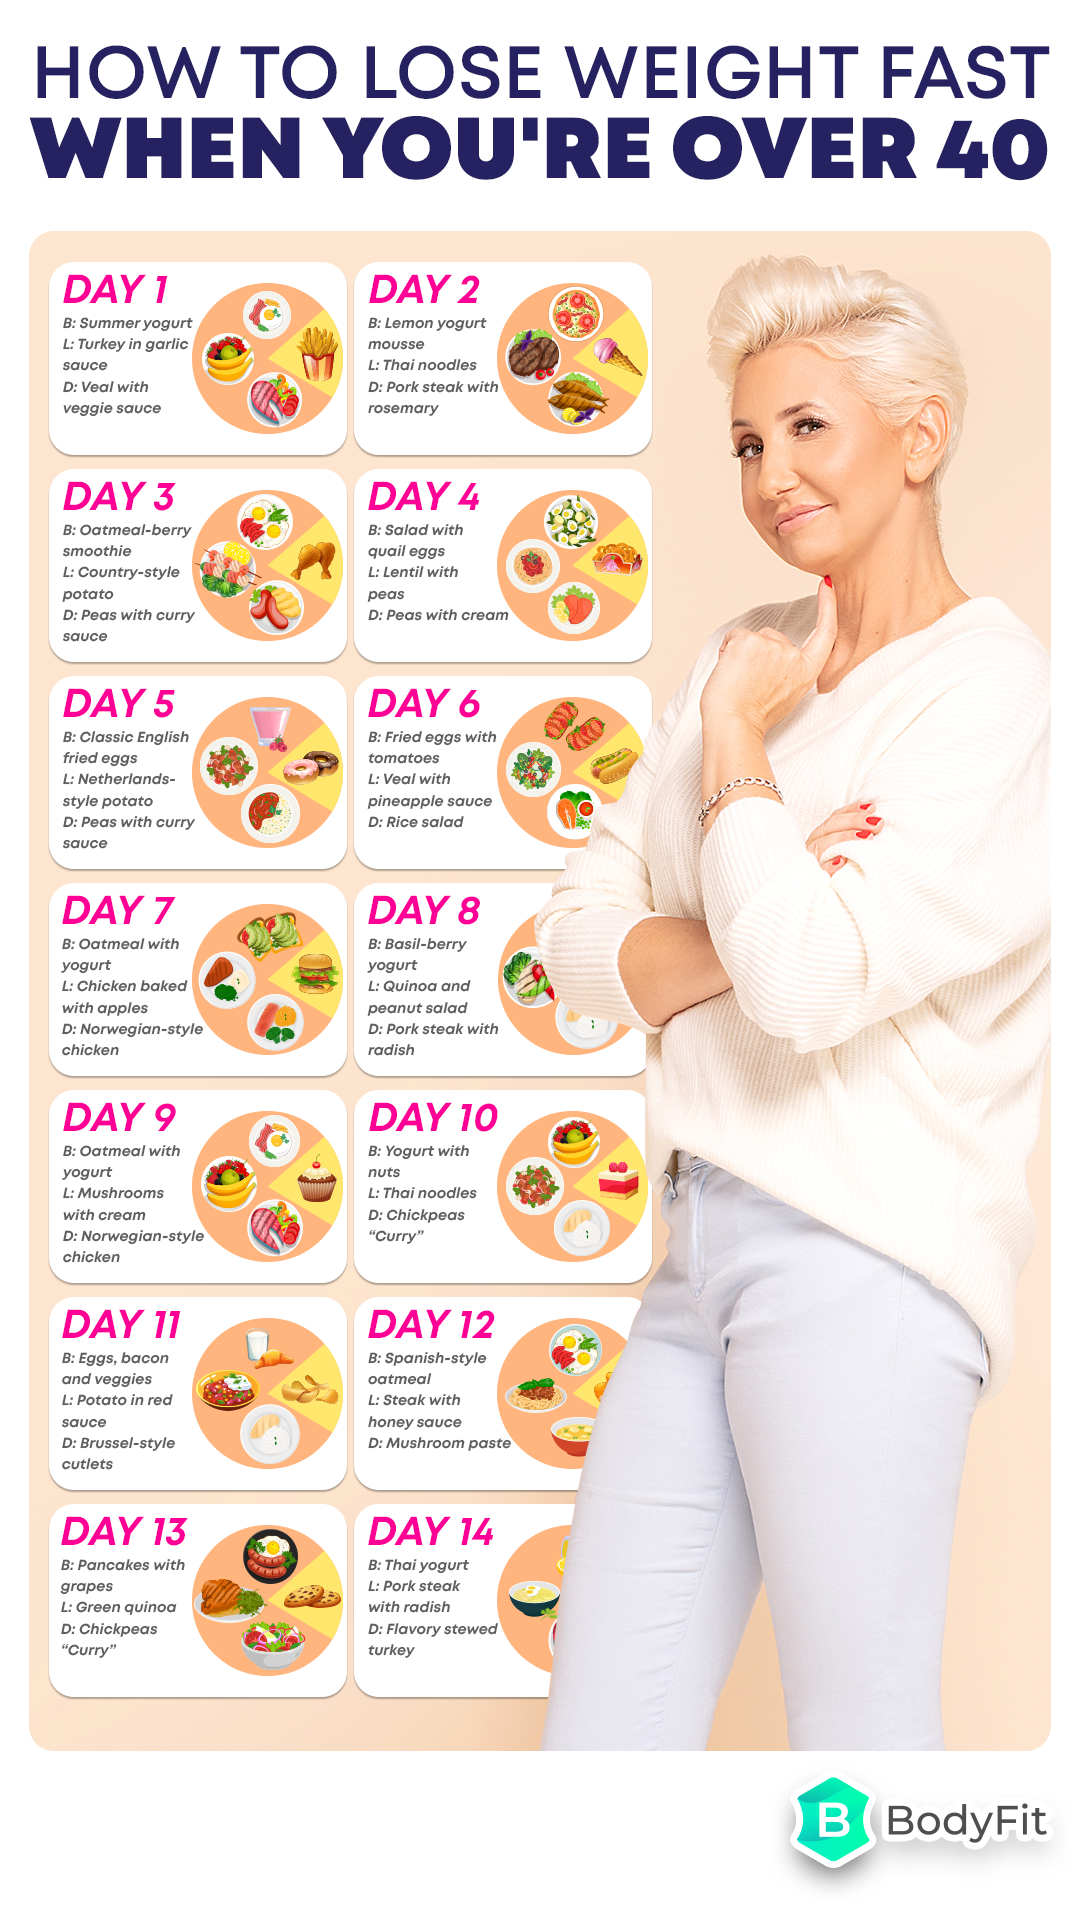 HOW TO LOSE WEIGHT FAST
WHEN YOU'RE OVER 40
DAY 1
B: Summer yogurt
L: Turkey in garlic
sauce
D: Veal with
veggie sauce
DAY 2
B: Lemon yogurt
mousse
L: Thai noodles
D: Pork steak with
rosemary
DAY 3
B: Oatmeal-berry
smoothie
L: Country-style
potato
D: Peas with curry
sauce
DAY 4
B: Salad with
quail eggs
L: Lentil with
peas
D: Peas with cream
DAY 5
B: Classic English
fried eggs
L: Netherlands-
style potato
D: Peas with curry
sauce
DAY 6
B: Fried eggs with
tomatoes
L: Veal with
pineapple sauce
D: Rice salad
DAY 7
B: Oatmeal with
yogurt
L: Chicken baked
with apples
D: Norwegian-style
chicken
DAY 8
B: Basil-berry
yogurt
L: Quinoa and
peanut salad
D: Pork steak with
radish
DAY 9
B: Oatmeal with
yogurt
L: Mushrooms
with cream
D: Norwegian-style
chicken
DAY 10
B: Yogurt with
nuts
L: Thai noodles
D: Chickpeas
“Curry”
DAY 11
B: Eggs, bacon
and veggies
L: Potato in red
sauce
D: Brussel-style
cutlets
DAY 12
B: Spanish-style
oatmeal
L: Steak with
honey sauce
D: Mushroom paste
DAY 13
B: Pancakes with
grapes
L: Green quinoa
D: Chickpeas
“Curry”
DAY 14
B: Thai yogurt
L: Pork steak
with radish
D: Flavory stewed
turkey
B BodyFit